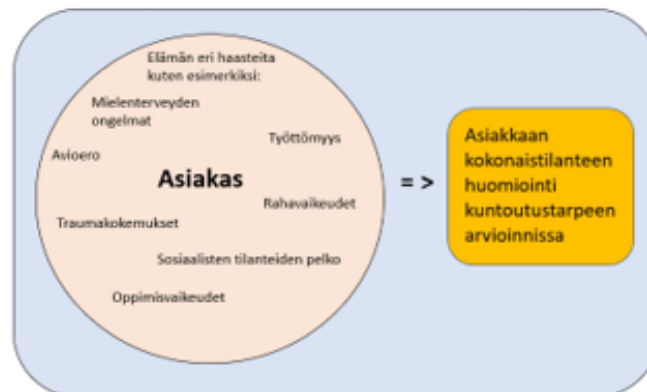 Elämän eri haasteita
kuten esimerkiksi:
Mielenterveyden
ongelmat
Työttömyys
Avioero
Asiakas
Rahavaikeudet
Traumakokemukset
Sosiaalisten tilanteiden pelko
Oppimisvaikeudet
= >
Asiakkaan
kokonaistilanteen
huomiointi
kuntoutustarpeen
arvioinnissa